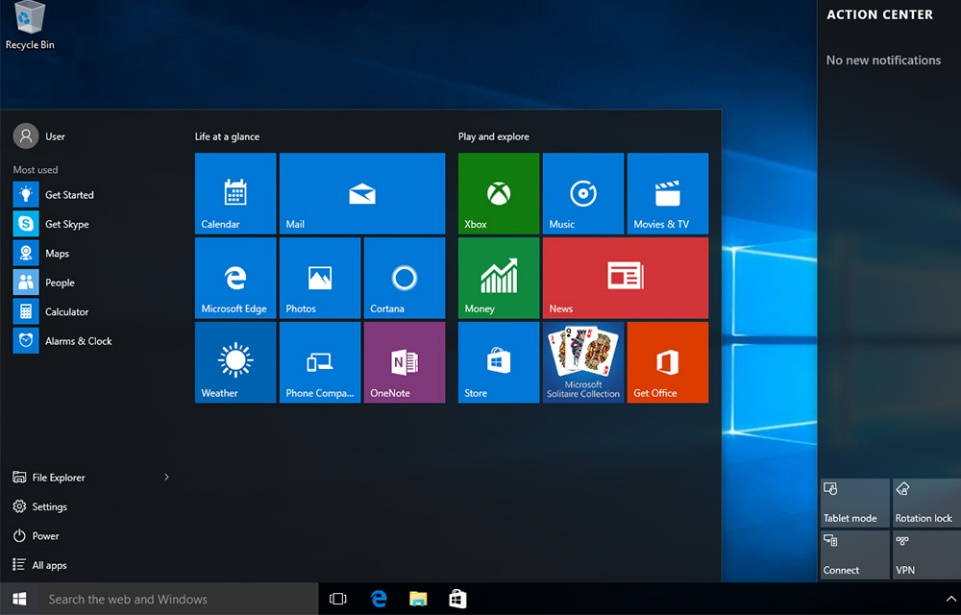 Recycle Bin
User
Most used
Get Started
Get Skype
Maps
People
Calculator
Alarms & Clock
File Explorer
Settings
Power
All apps
Life at a glance
Calendar
Mail
Microsoft Edge
Photos
Cortana
Weather
Phone Compa...
OneNote
Play and explore
Xbox
Music
Movies & TV
Money
News
Store
Microsoft
Solitaire Collection
Get Office
ACTION CENTER
No new notifications
Tablet mode
Rotation lock
Connect
VPN
Search the web and Windows